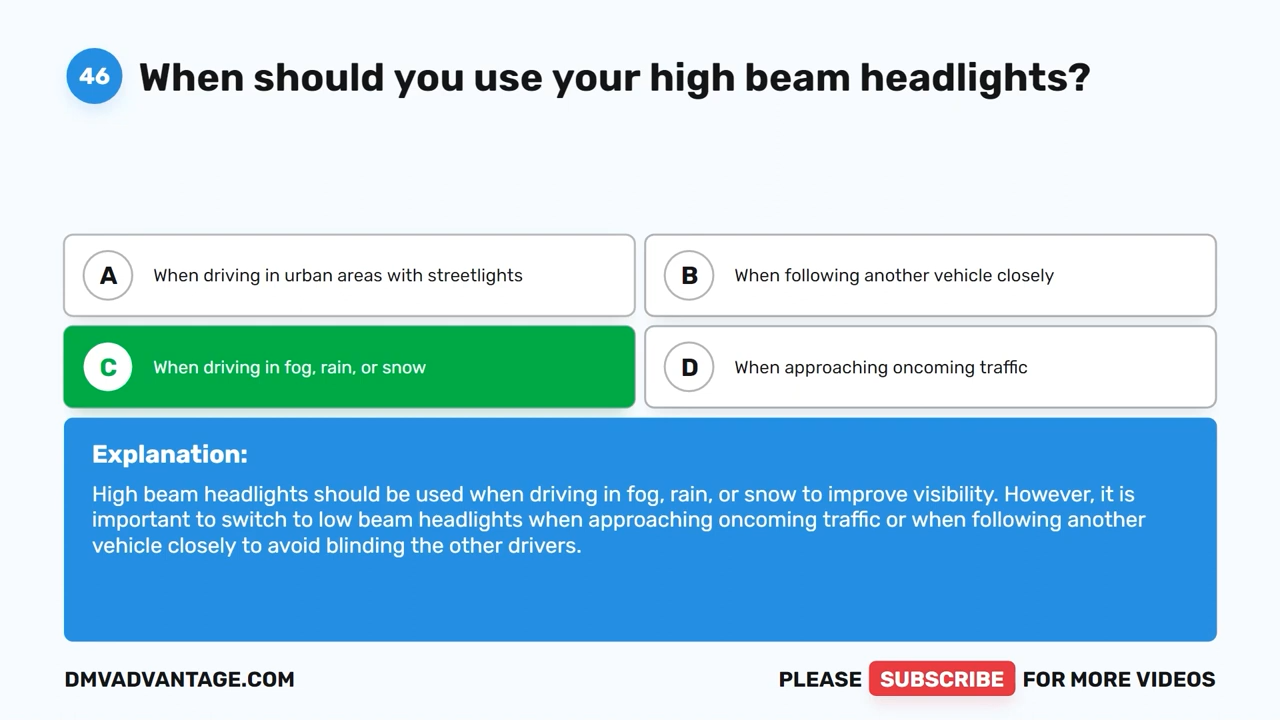 46 When should you use your high beam headlights?
A When driving in urban areas with streetlights
B When following another vehicle closely
C When driving in fog, rain, or snow
D When approaching oncoming traffic
Explanation:
High beam headlights should be used when driving in fog, rain, or snow to improve visibility. However, it is
important to switch to low beam headlights when approaching oncoming traffic or when following another
vehicle closely to avoid blinding the other drivers.
DMVADVANTAGE.COM
PLEASE SUBSCRIBE FOR MORE VIDEOS